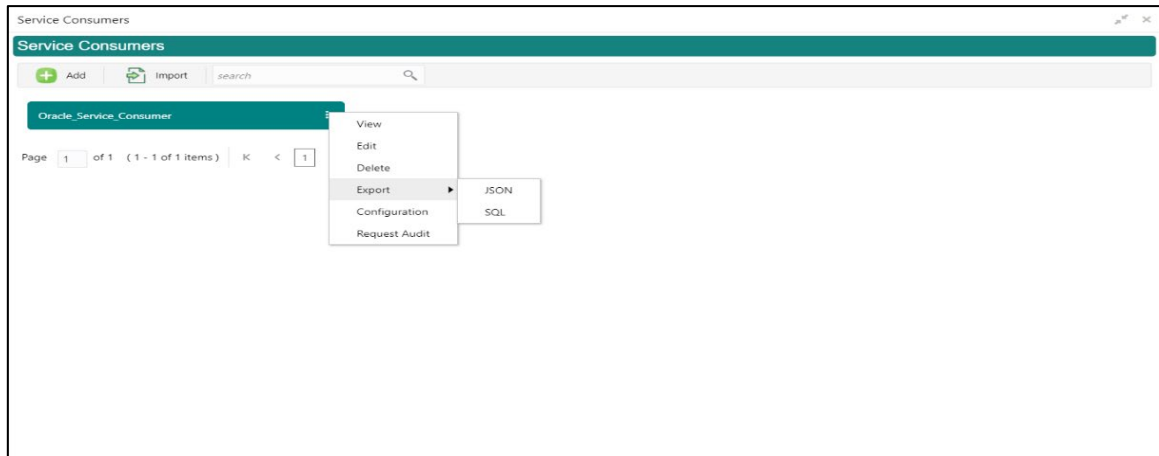 Service Consumers
Service Consumers
Add Import search
Oracle_Service_Consumer
View
Page 1 of 1 ( 1 - 1 of 1 items ) K < 1
Edit
Delete
Export JSON
Configuration SQL
Request Audit